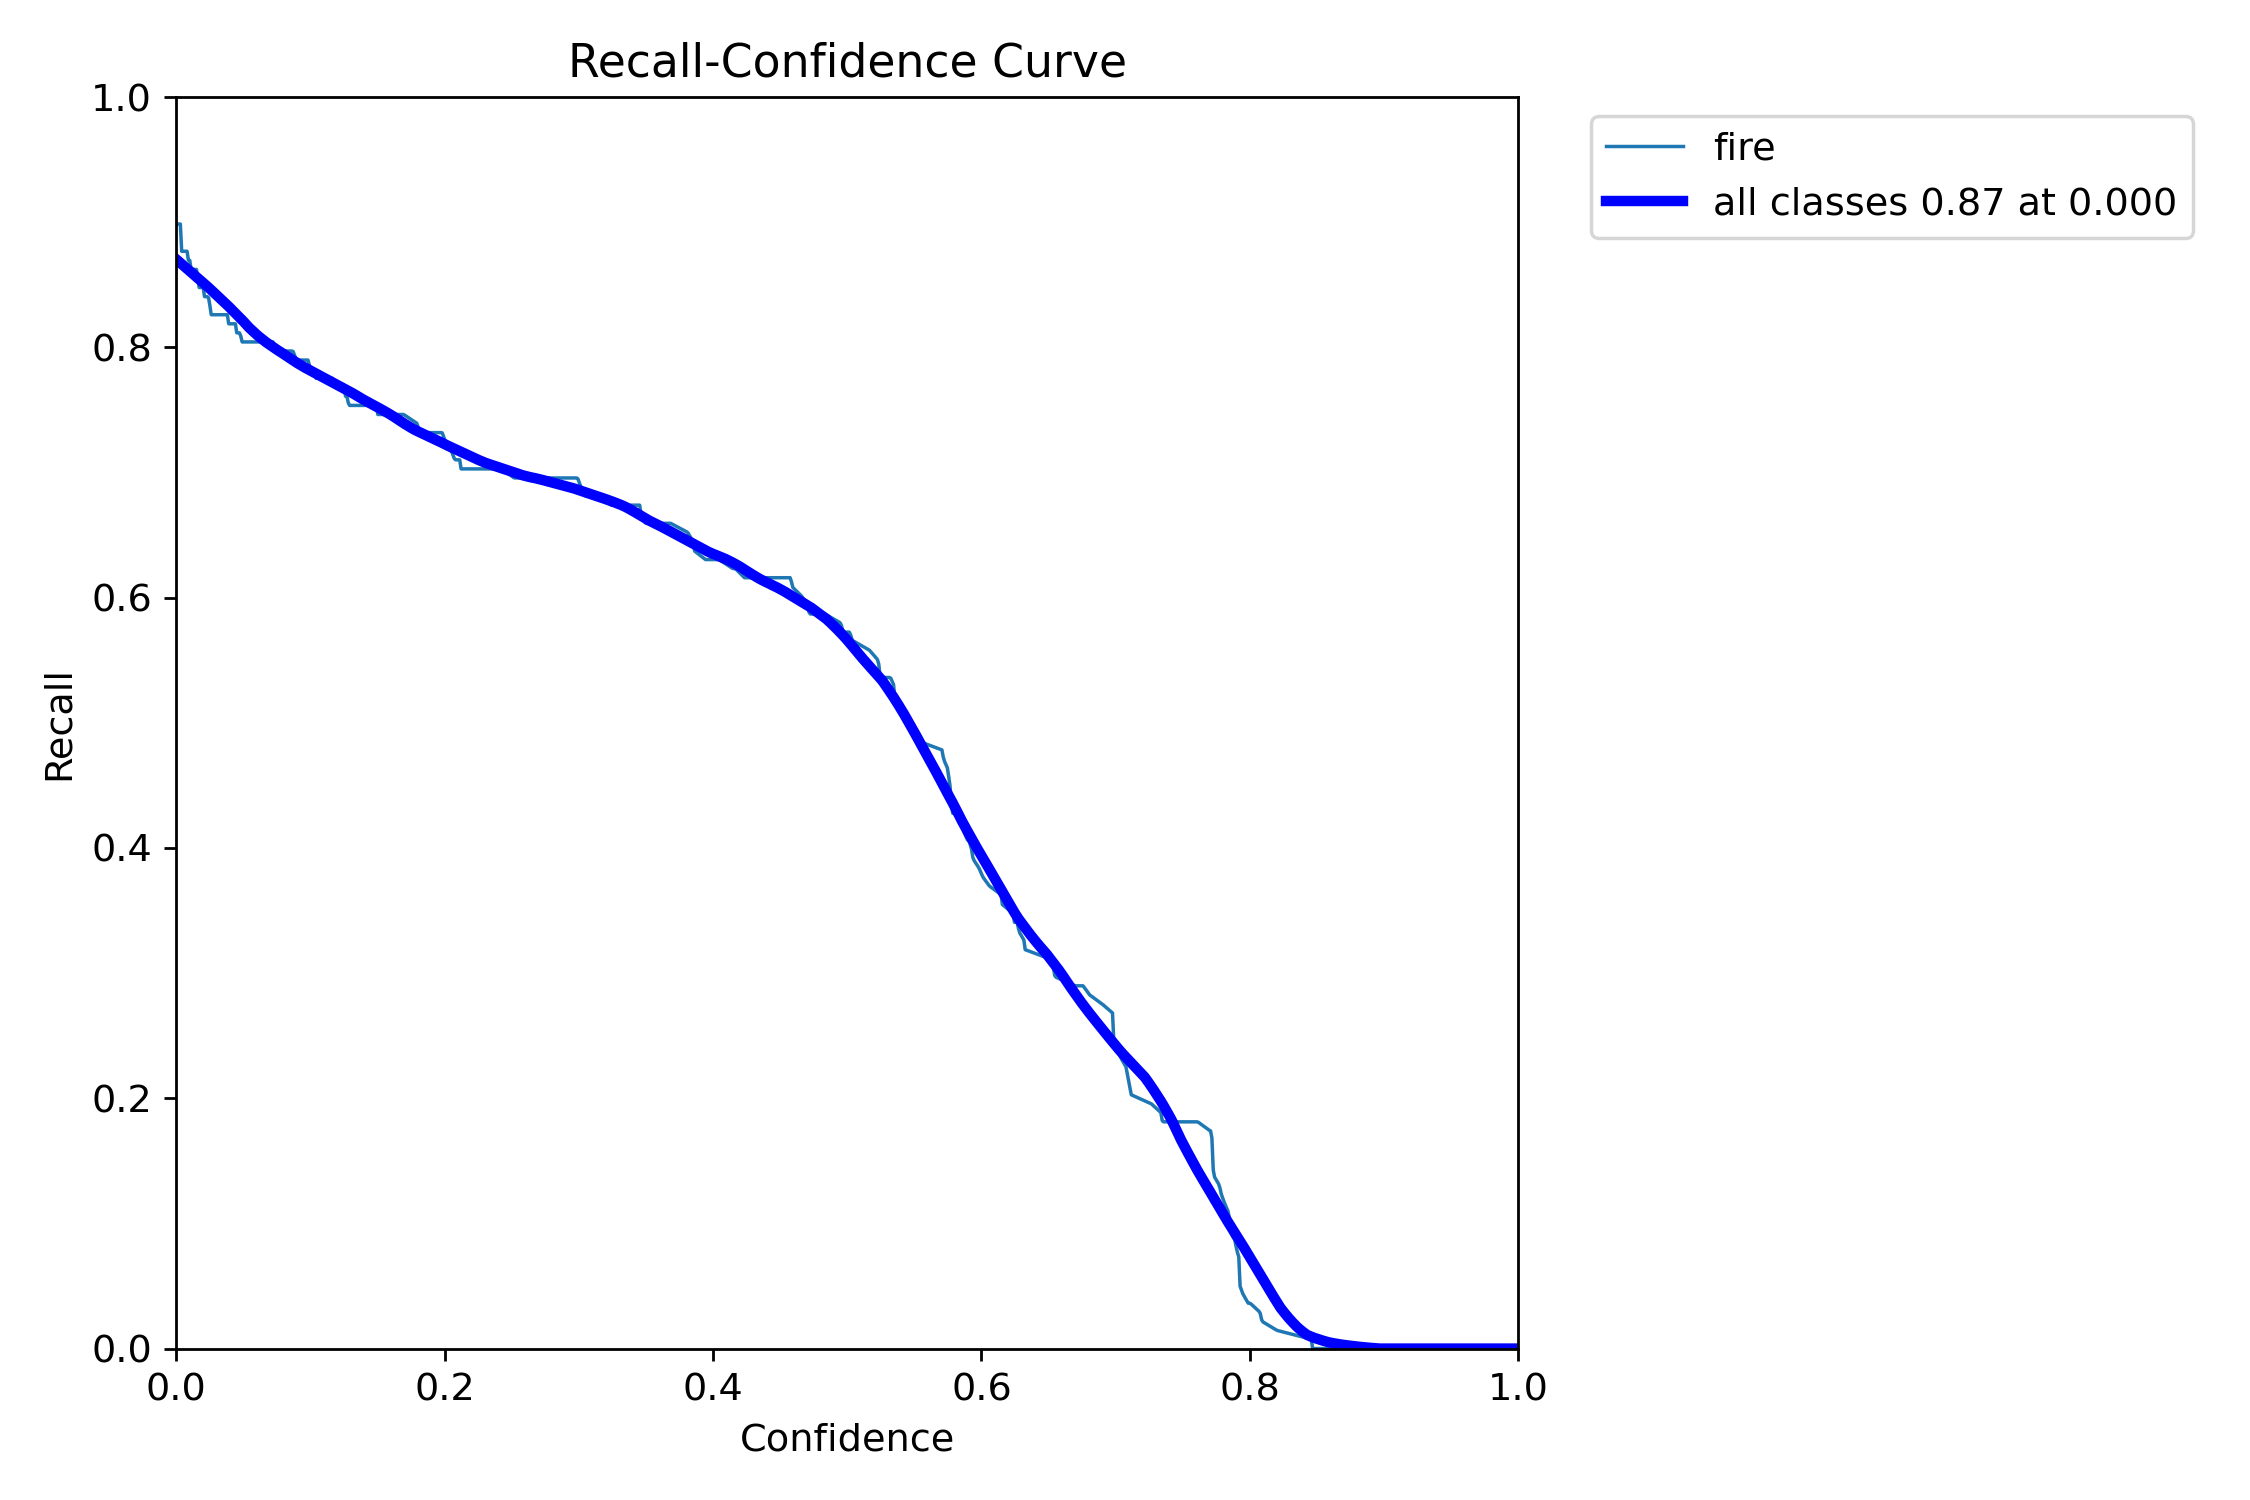 Recall-Confidence Curve
1.0
0.8
0.6
0.4
0.2
0.0
Recall
0.0 0.2 0.4 0.6 0.8 1.0
Confidence
fire
all classes 0.87 at 0.000